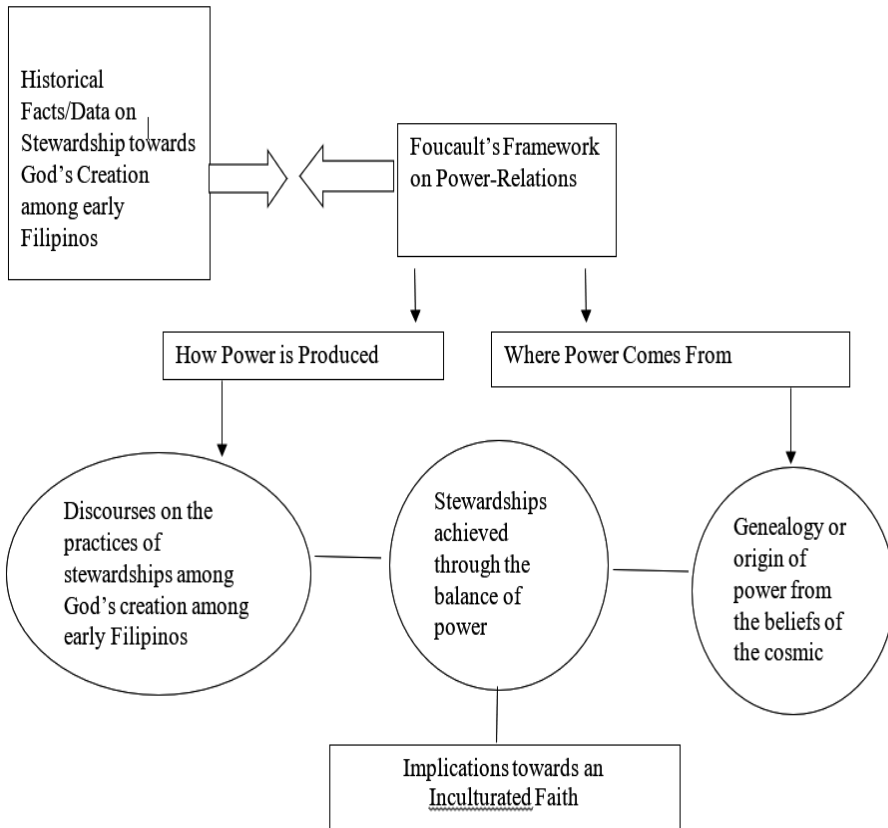 Historical
Facts/Data on
Stewardship towards
God's Creation
among early
Filipinos
Foucault's Framework
on Power-Relations
How Power is Produced
Where Power Comes From
Discourses on the
practices of
stewardships among
God's creation among
early Filipinos
Stewardships
achieved
through the
balance of
power
Genealogy or
origin of
power from
the beliefs of
the cosmic
Implications towards an
Inculturated Faith